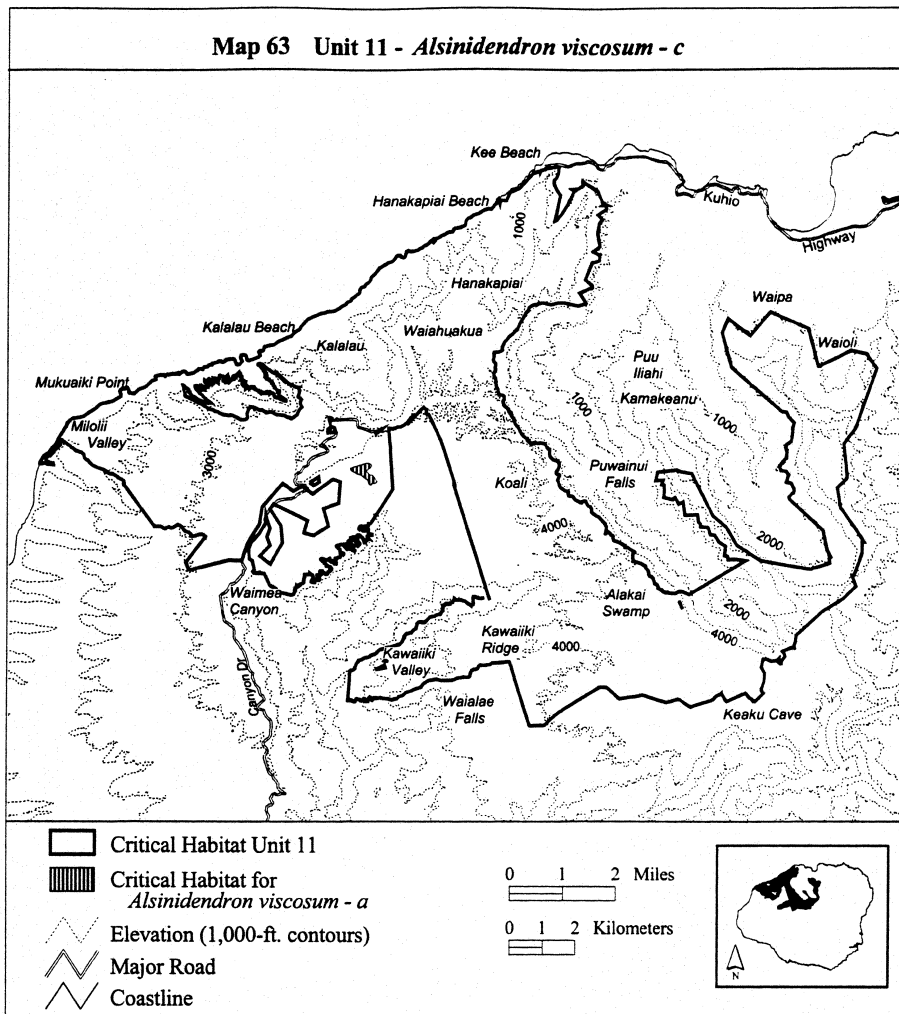 Map 63 Unit 11 - Alsinidendron viscosum - c
Kee Beach
Hanakapiai Beach
Kuhio
Highway
1000
Hanakapiai
Waipa
Kalalau Beach
Kalalau
Waiahuakua
Waioli
Puu
Iliahi
Mukuaiki Point
Kamakeanu
1000
1000
Milolii
Valley
3000
Koali
Puwainui
Falls
4000
2000
Waimea
Canyon
Alakai
Swamp
2000
4000
Kawaiiki
Ridge
4000
Kawaiiki
Valley
Canyon Dr
Waialae
Falls
Keaku Cave
Critical Habitat Unit 11
Critical Habitat for
Alsinidendron viscosum - a
Elevation (1,000-ft. contours)
Major Road
Coastline
0 1 2 Miles
0 1 2 Kilometers
N